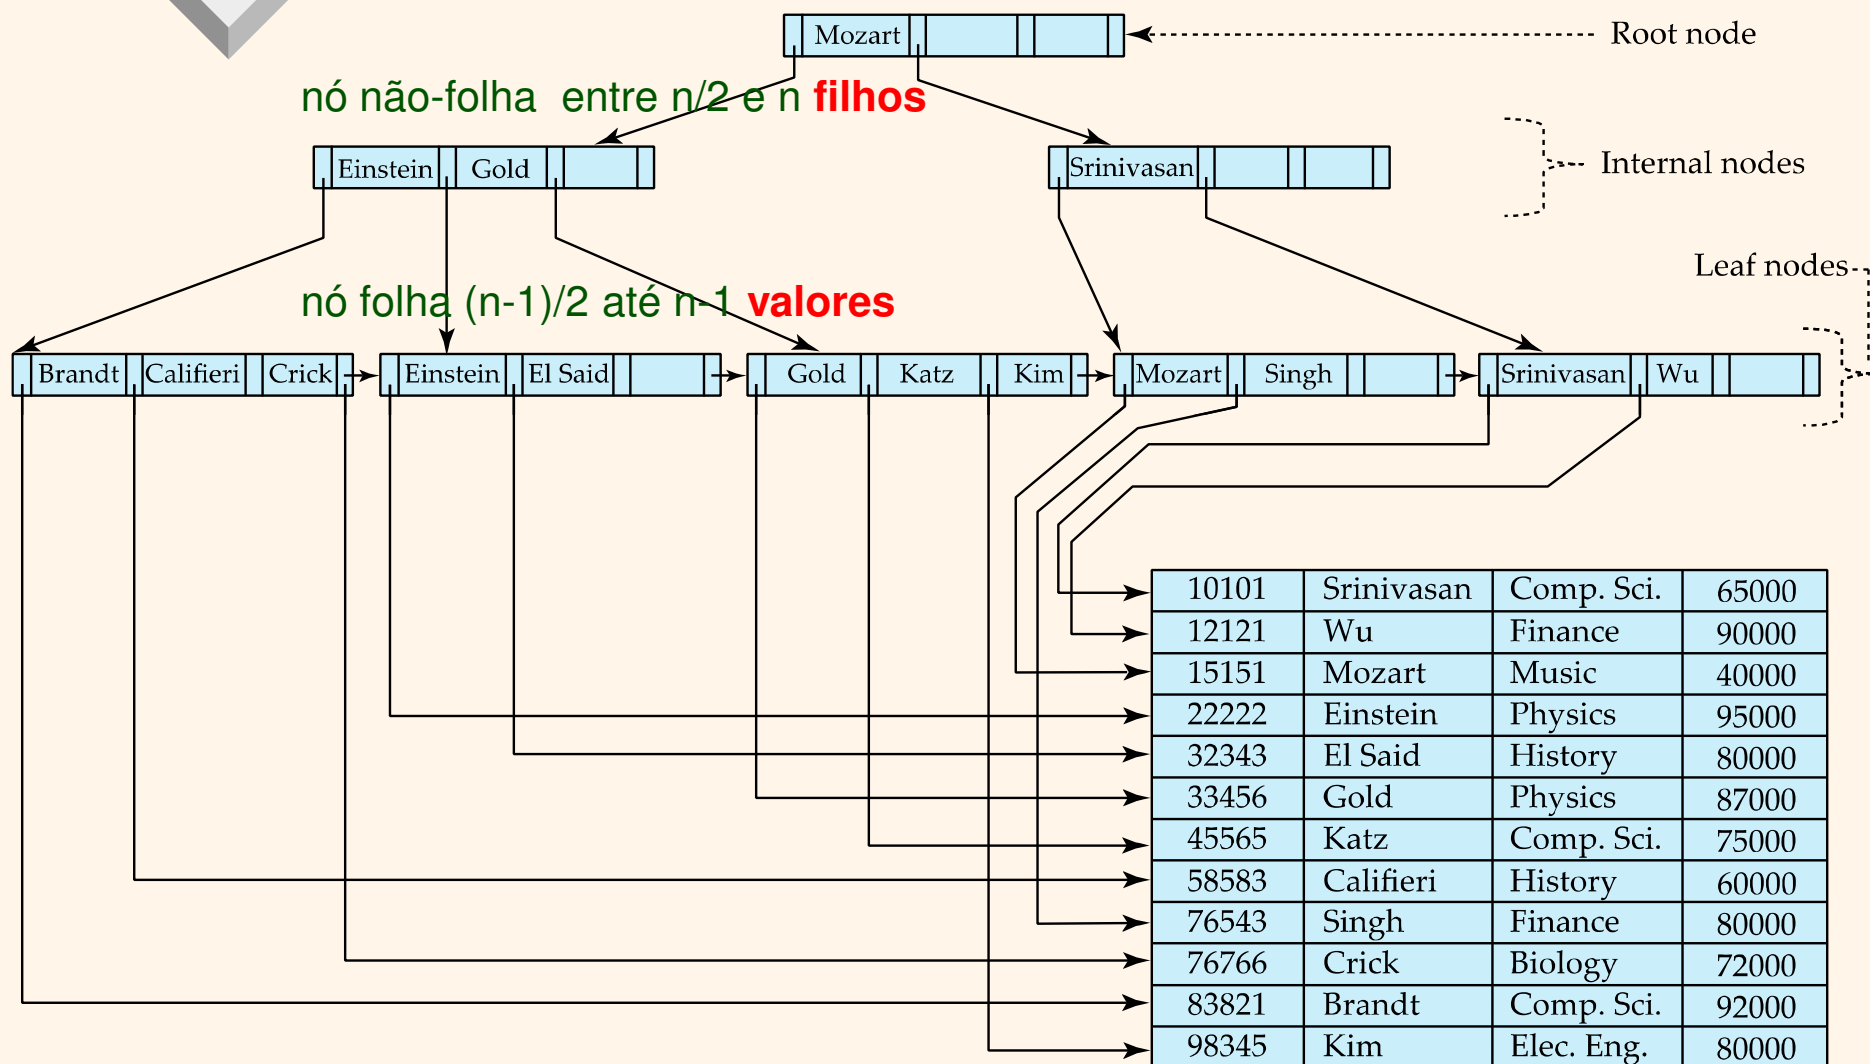 Mozart
Root node
nó não-folha entre n/2 e n filhos
Einstein Gold
Srinivasan
Internal nodes
Leaf nodes
nó folha (n-1)/2 até n-1 valores
Brandt Califieri Crick
Einstein El Said
Gold Katz Kim
Mozart Singh
Srinivasan Wu
10101 Srinivasan Comp. Sci. 65000
12121 Wu Finance 90000
15151 Mozart Music 40000
22222 Einstein Physics 95000
32343 El Said History 80000
33456 Gold Physics 87000
45565 Katz Comp. Sci. 75000
58583 Califieri History 60000
76543 Singh Finance 80000
76766 Crick Biology 72000
83821 Brandt Comp. Sci. 92000
98345 Kim Elec. Eng. 80000